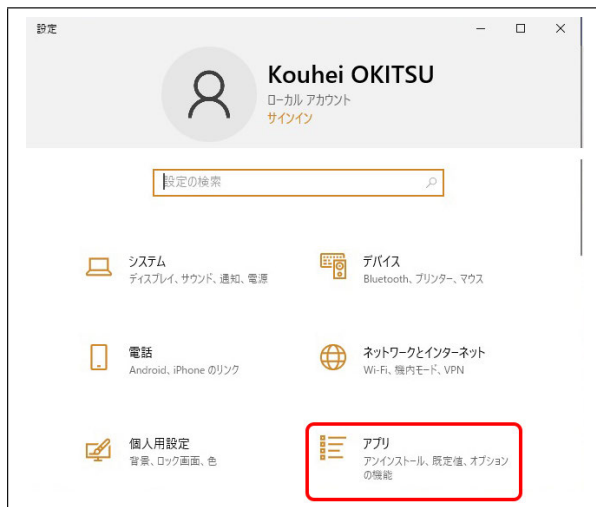 設定
Kouhei OKITSU
ローカル アカウント
サインイン
設定の検索
システム
ディスプレイ、サウンド、通知、電源
デバイス
Bluetooth、プリンター、マウス
電話
Android、iPhone のリンク
ネットワークとインターネット
Wi-Fi、機内モード、VPN
個人用設定
背景、ロック画面、色
アプリ
アンインストール、既定値、オプション
の機能